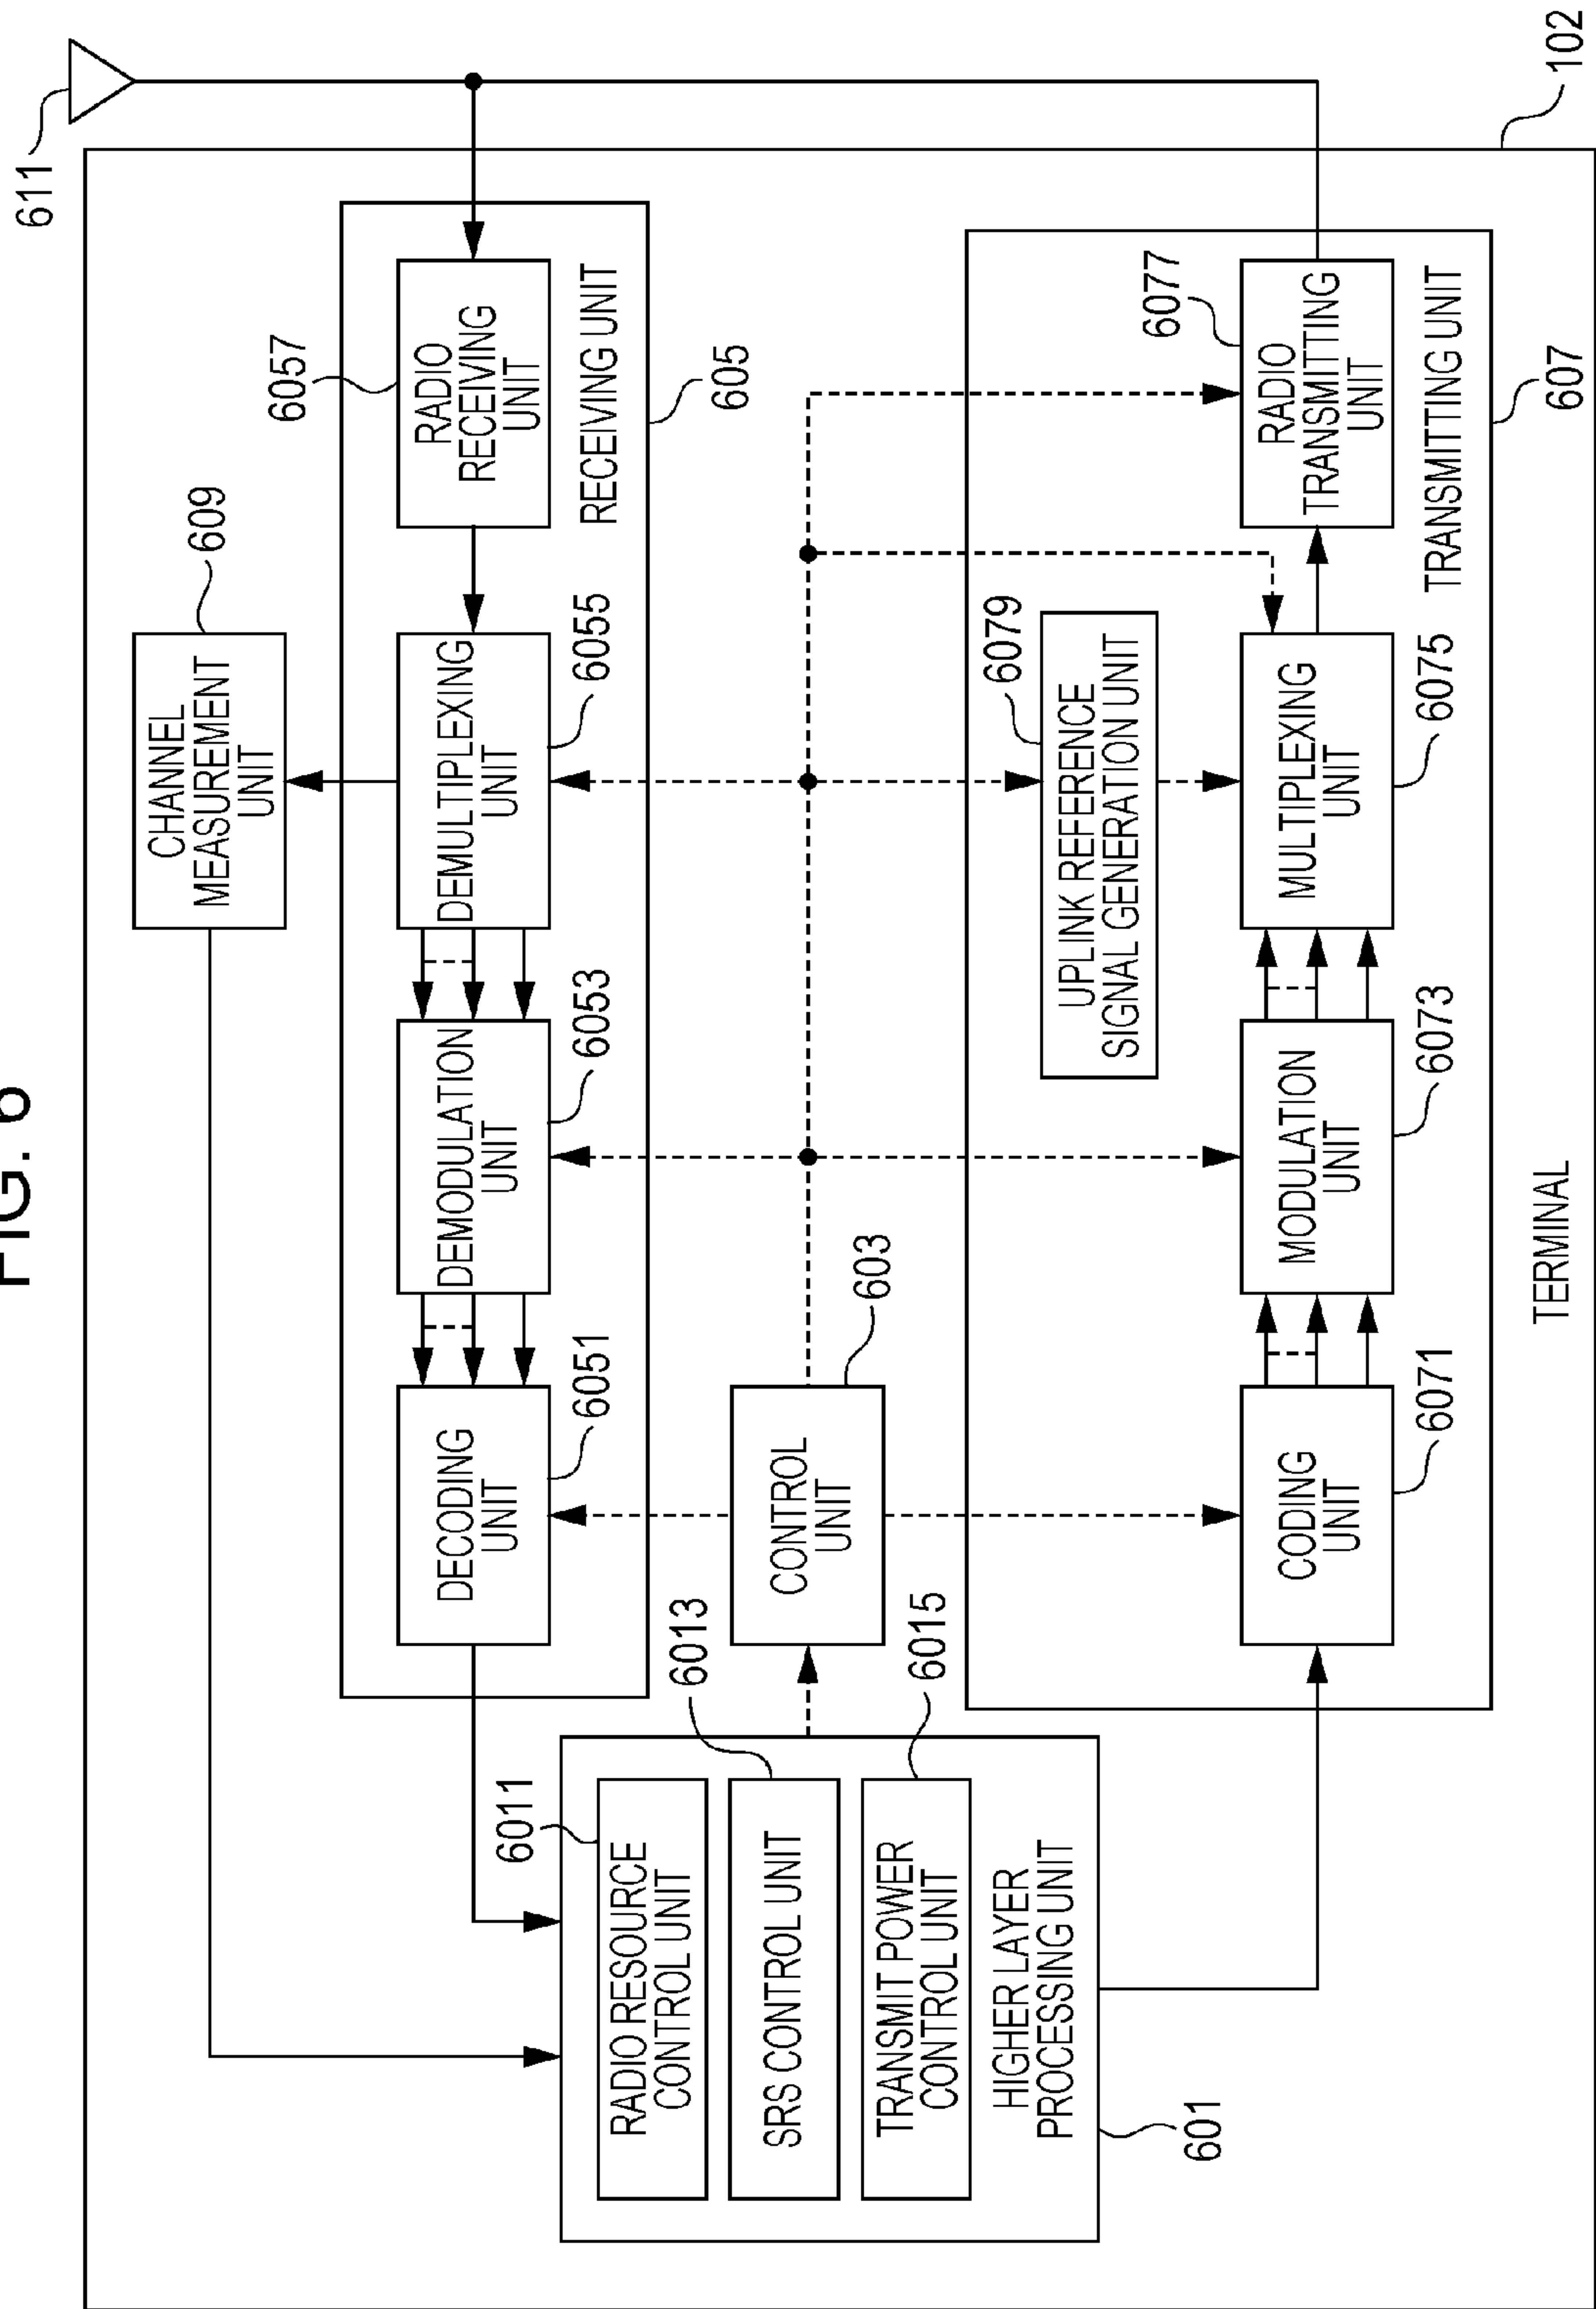 FIG. 6
611
CHANNEL
MEASUREMENT
UNIT
609
6057
RADIO
RECEIVING
UNIT
DEMULTIPLEXING
UNIT
6055
DEMODULATION
UNIT
6053
DECODING
UNIT
6051
RECEIVING UNIT
605
6011
RADIO RESOURCE
CONTROL UNIT
6013
SRS CONTROL UNIT
6015
TRANSMIT POWER
CONTROL UNIT
HIGHER LAYER
PROCESSING UNIT
601
CONTROL
UNIT
603
6079
UPLINK REFERENCE
SIGNAL GENERATION UNIT
6077
CODING
UNIT
6071
MODULATION
UNIT
6073
MULTIPLEXING
UNIT
6075
RADIO
TRANSMITTING
UNIT
TRANSMITTING UNIT
607
TERMINAL
102